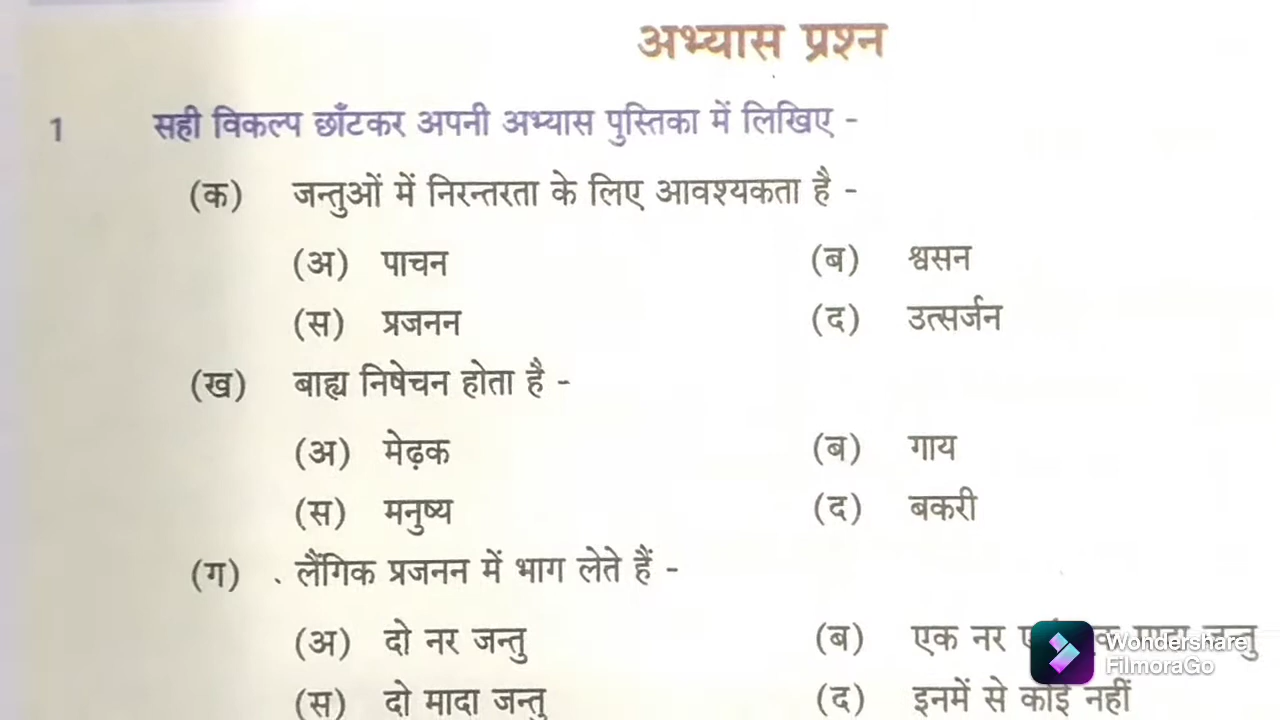 अभ्यास प्रश्न
1 सही विकल्प छाँटकर अपनी अभ्यास पुस्तिका में लिखिए -
(क) जन्तुओं में निरन्तरता के लिए आवश्यकता है -
(अ) पाचन (ब) श्वसन
(स) प्रजनन (द) उत्सर्जन
(ख) बाह्य निषेचन होता है -
(अ) मेढ़क (ब) गाय
(स) मनुष्य (द) बकरी
(ग) लैंगिक प्रजनन में भाग लेते हैं -
(अ) दो नर जन्तु (ब) एक नर जन्तु
(स) दो मादा जन्तु (द) इनमें से कोई नहीं
Wondershare
FilmoraGo